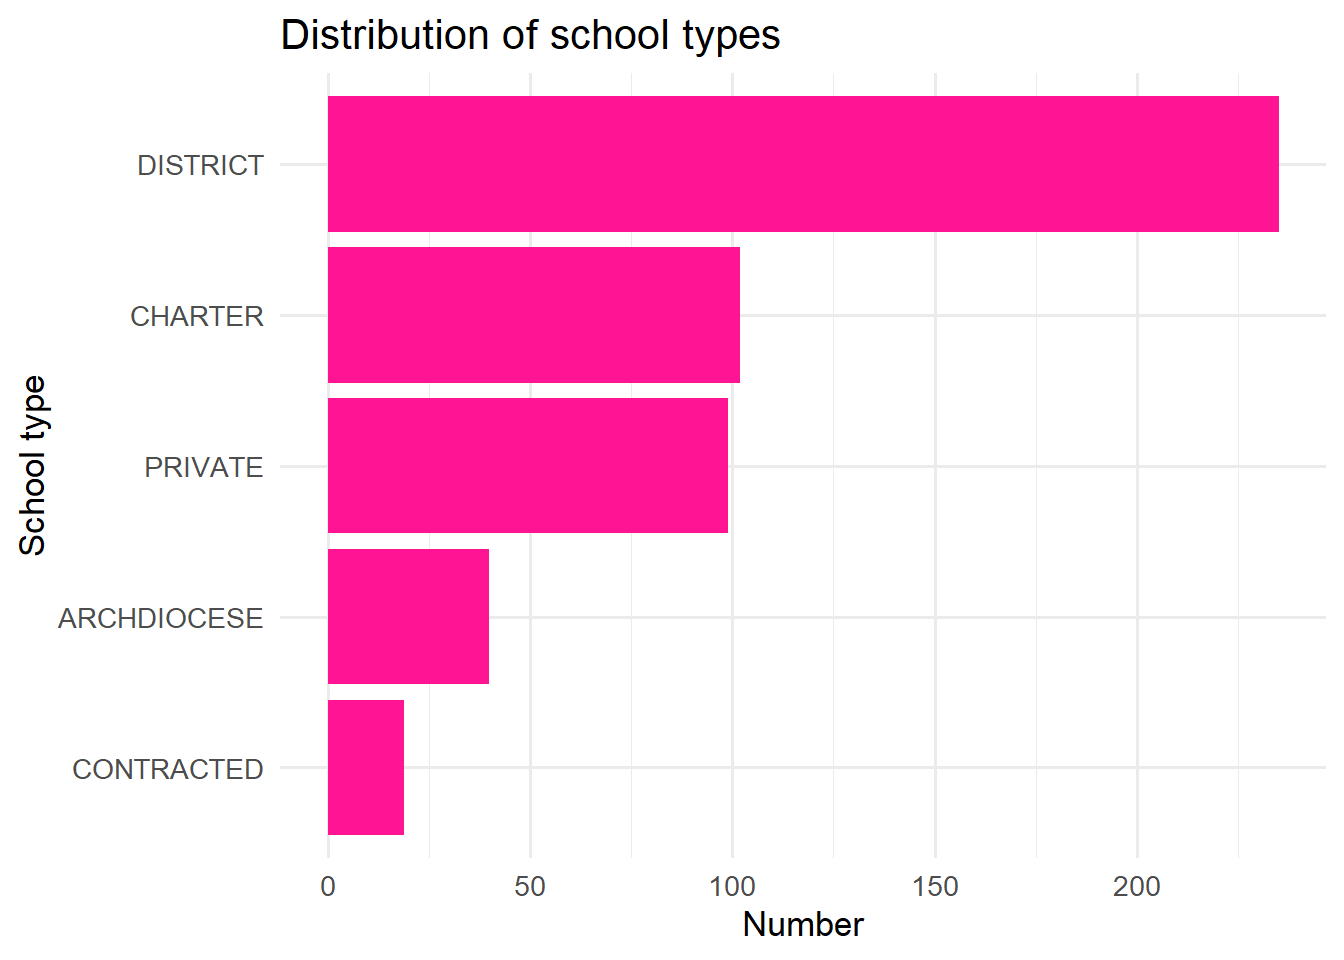 Distribution of school types
School type
DISTRICT
CHARTER
PRIVATE
ARCHDIOCESE
CONTRACTED
0 50 100 150 200
Number